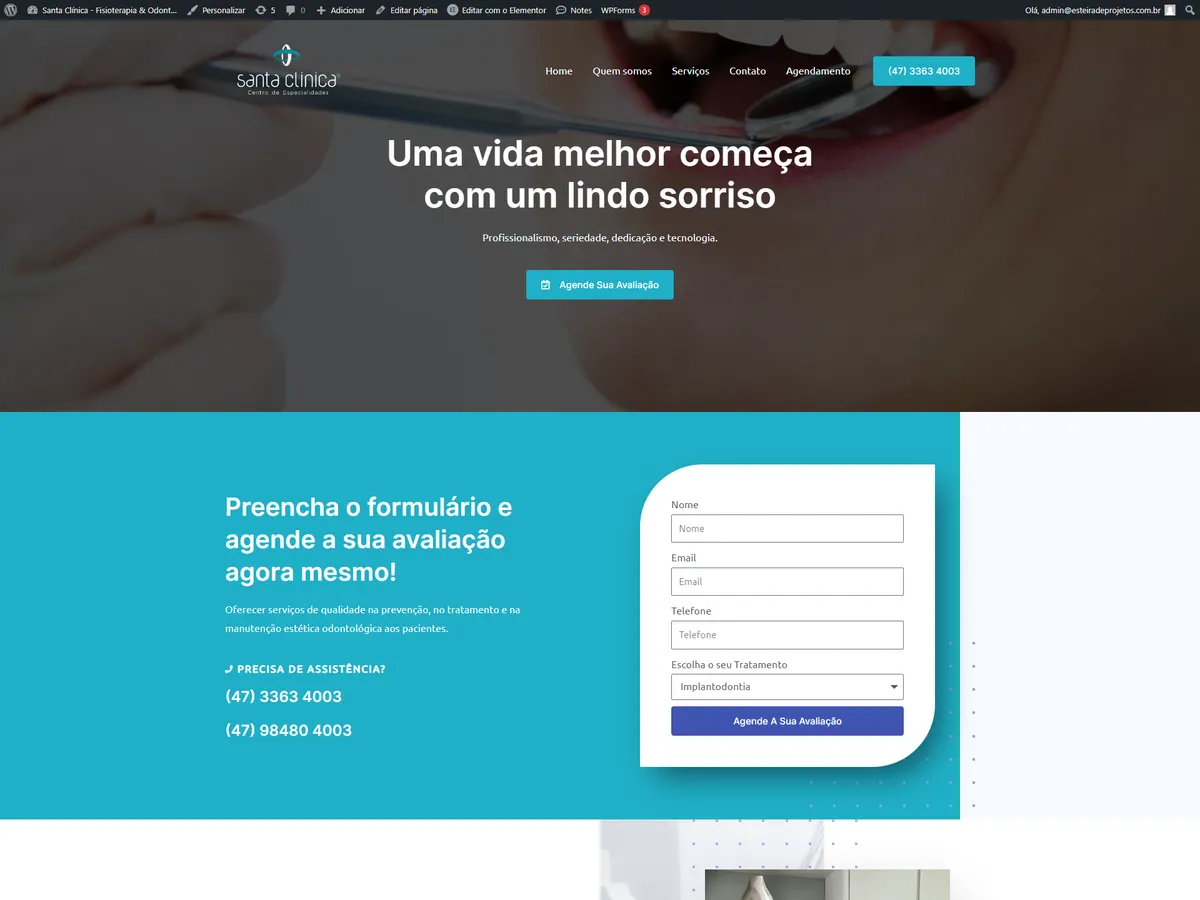 Santa Clínica - Fisioterapia & Odont... Personalizar 5 0 Adicionar Editar página Editar com o Elementor Notes WPForms 3 Olá, admin@esteiradeprojetos.com.br
santa clínica
Centro de Especialidades
Home Quem somos Serviços Contato Agendamento (47) 3363 4003
Uma vida melhor começa
com um lindo sorriso
Profissionalismo, seriedade, dedicação e tecnologia.
Agende Sua Avaliação
Preencha o formulário e
agende a sua avaliação
agora mesmo!
Oferecer serviços de qualidade na prevenção, no tratamento e na
manutenção estética odontológica aos pacientes.
PRECISA DE ASSISTÊNCIA?
(47) 3363 4003
(47) 98480 4003
Nome
Nome
Email
Email
Telefone
Telefone
Escolha o seu Tratamento
Implantodontia
Agende A Sua Avaliação